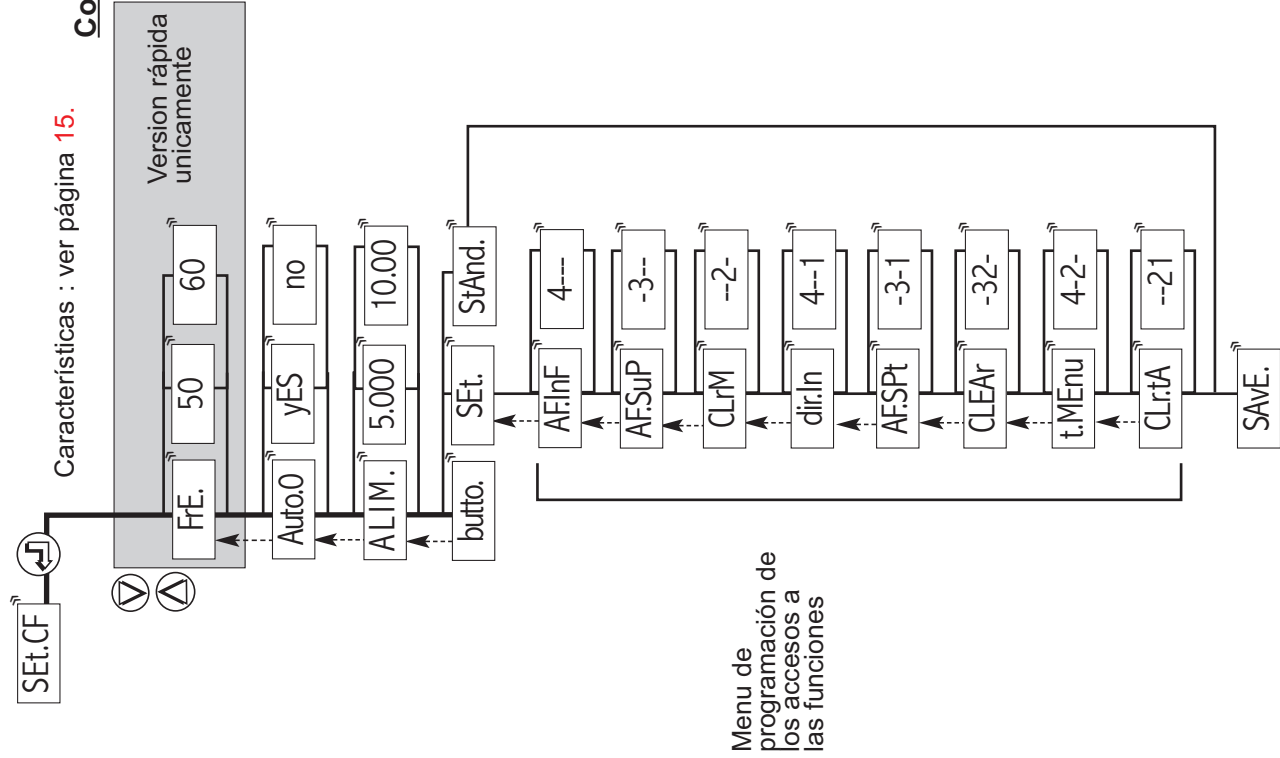 SEt.CF
Características : ver página 15.
Co
Version rápida
unicamente
FrE. 50 60
Auto.0 yES no
ALIM. 5.000 10.00
butto. SEt. StAnd.
AF.InF 4---
AF.SuP -3--
CLrM --2-
dir.In 4--1
AF.SPt -3-1
CLEAr -32-
t.MEnu 4-2-
CLr.tA --21
SAvE.
Menu de
programación de
los accesos a
las funciones